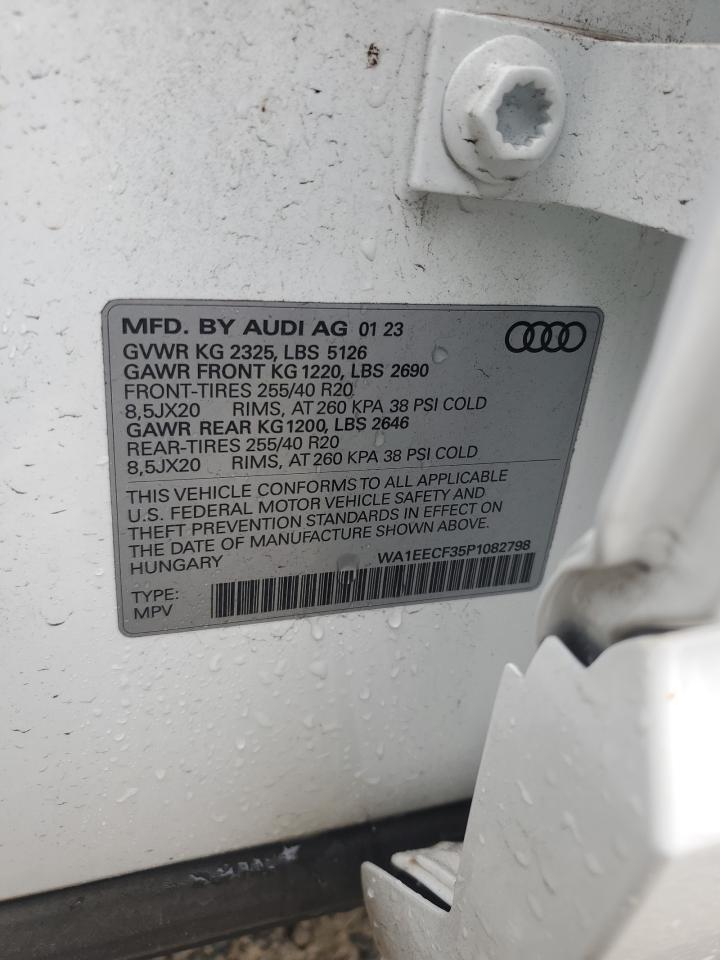 MFD. BY AUDI AG 01 23
GVWR KG 2325, LBS 5126
GAWR FRONT KG 1220, LBS 2690
FRONT-TIRES 255/40 R20
8,5JX20 RIMS, AT 260 KPA 38 PSI COLD
GAWR REAR KG1200, LBS 2646
REAR-TIRES 255/40 R20
8,5JX20 RIMS, AT 260 KPA 38 PSI COLD
THIS VEHICLE CONFORMS TO ALL APPLICABLE
U.S. FEDERAL MOTOR VEHICLE SAFETY AND
THEFT PREVENTION STANDARDS IN EFFECT ON
THE DATE OF MANUFACTURE SHOWN ABOVE.
HUNGARY WA1EECF35P1082798
TYPE:
MPV